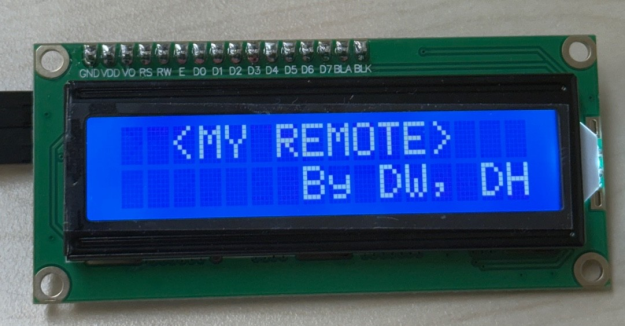 GND VDD VO RS RW E D0 D1 D2 D3 D4 D5 D6 D7 BLA BLK
<MY REMOTE>
By DW, DH